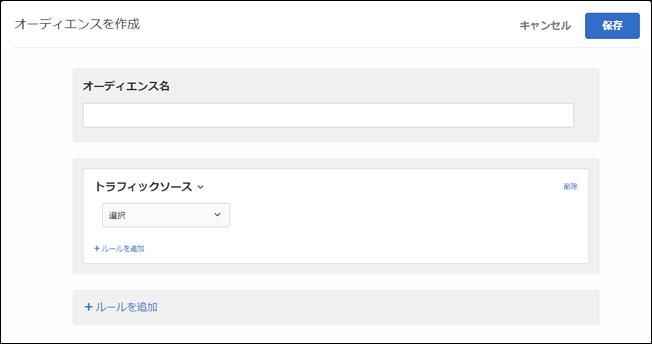 オーディエンスを作成
キャンセル
保存
オーディエンス名
トラフィックソース
削除
選択
+ ルールを追加
+ ルールを追加